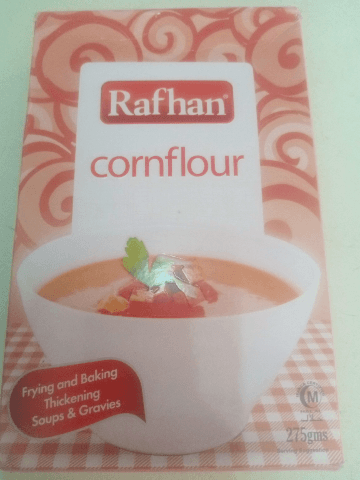 Rafhan®
cornflour
Frying and Baking
Thickening
Soups & Gravies
M
275gms